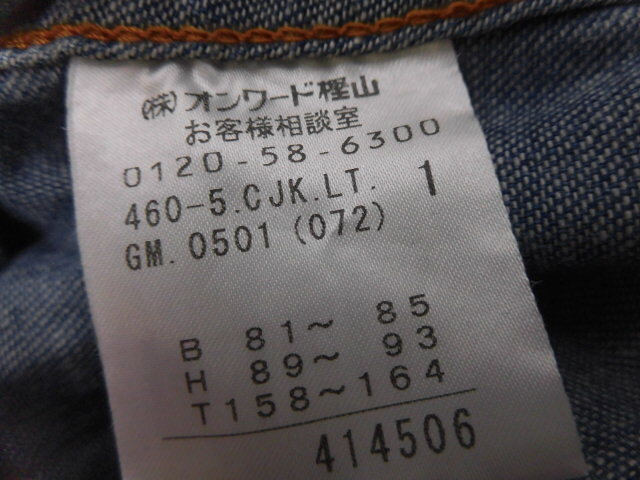 (株)オンワード樫山
お客様相談室
0120-58-6300
460-5.CJK.LT. 1
GM.0501(072)
B 81～ 85
H 89～ 93
T158～164
414506